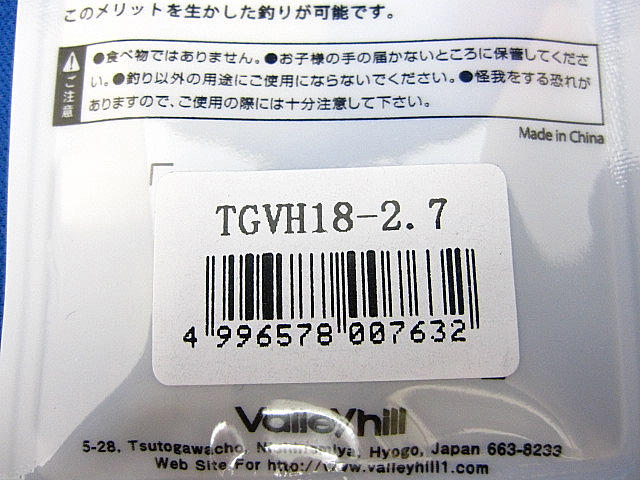 このメリットを生かした釣りが可能です。
ご注意
●食べ物ではありません。●お子様の手の届かないところに保管してくださ
い。●釣り以外の用途にご使用にならないでください。●怪我をする恐れが
ありますので、ご使用の際には十分注意して下さい。
Made in China
TGVH18-2.7
4 996578 007632
Valleyhill
5-28, Tsutogawacho, Nishinomiya, Hyogo, Japan 663-8233
Web Site For http://www.valleyhill1.com